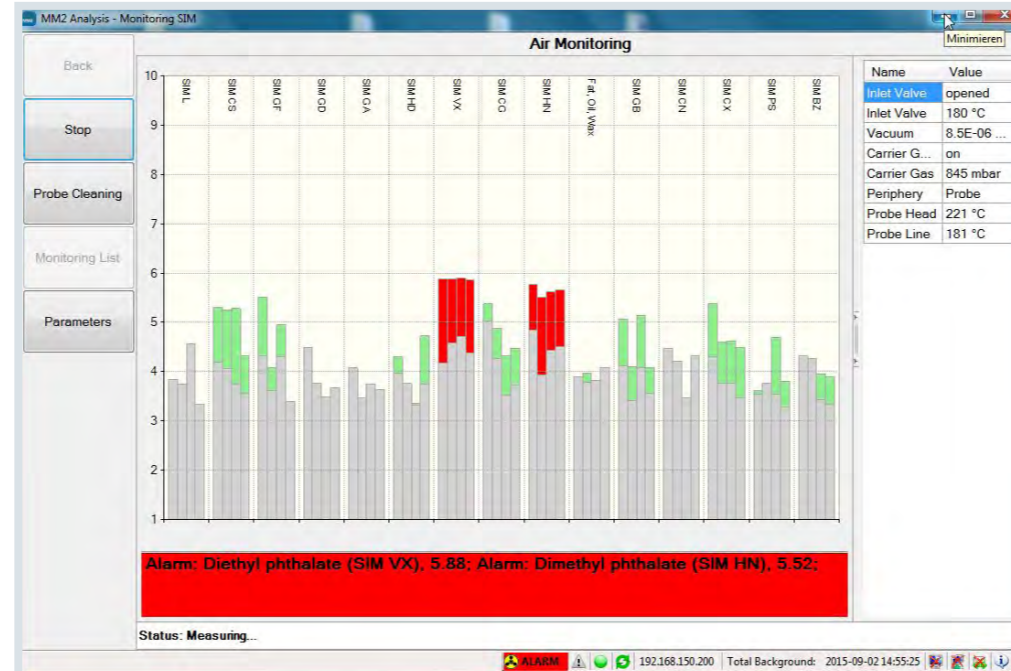 MM2 Analysis - Monitoring SIM
Minimieren
Air Monitoring
Back
Stop
Probe Cleaning
Monitoring List
Parameters
10
9
8
7
6
5
4
3
2
1
SIM L
SIM CS
SIM GF
SIM GD
SIM GA
SIM HD
SIM VX
SIM CG
SIM HN
Fat, Oil, Wax
SIM GB
SIM CN
SIM CX
SIM PS
SIM BZ
Name Value
Inlet Valve opened
Inlet Valve 180 °C
Vacuum 8.5E-06 ...
Carrier G... on
Carrier Gas 845 mbar
Periphery Probe
Probe Head 221 °C
Probe Line 181 °C
Alarm: Diethyl phthalate (SIM VX), 5.88; Alarm: Dimethyl phthalate (SIM HN), 5.52;
Status: Measuring...
ALARM 192.168.150.200 Total Background: 2015-09-02 14:55:25